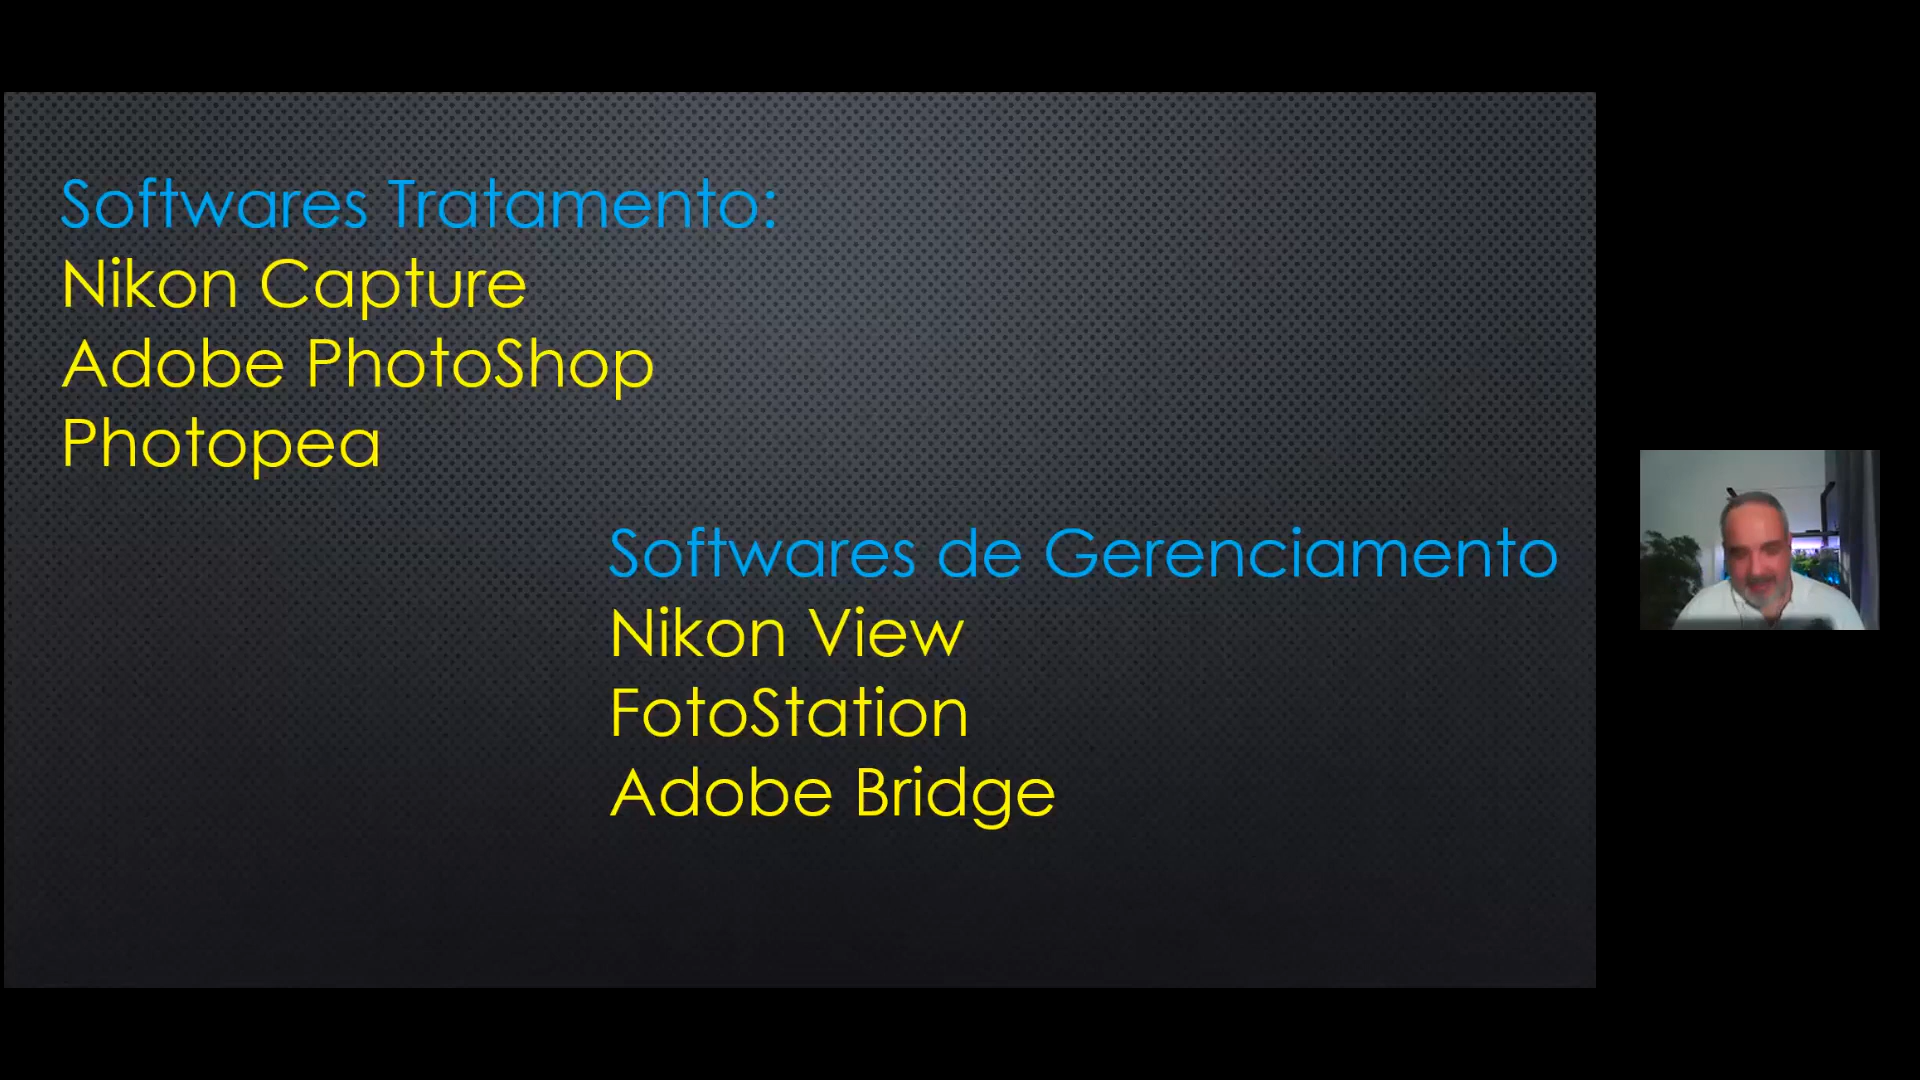 Softwares Tratamento:
Nikon Capture
Adobe PhotoShop
Photopea
Softwares de Gerenciamento
Nikon View
FotoStation
Adobe Bridge